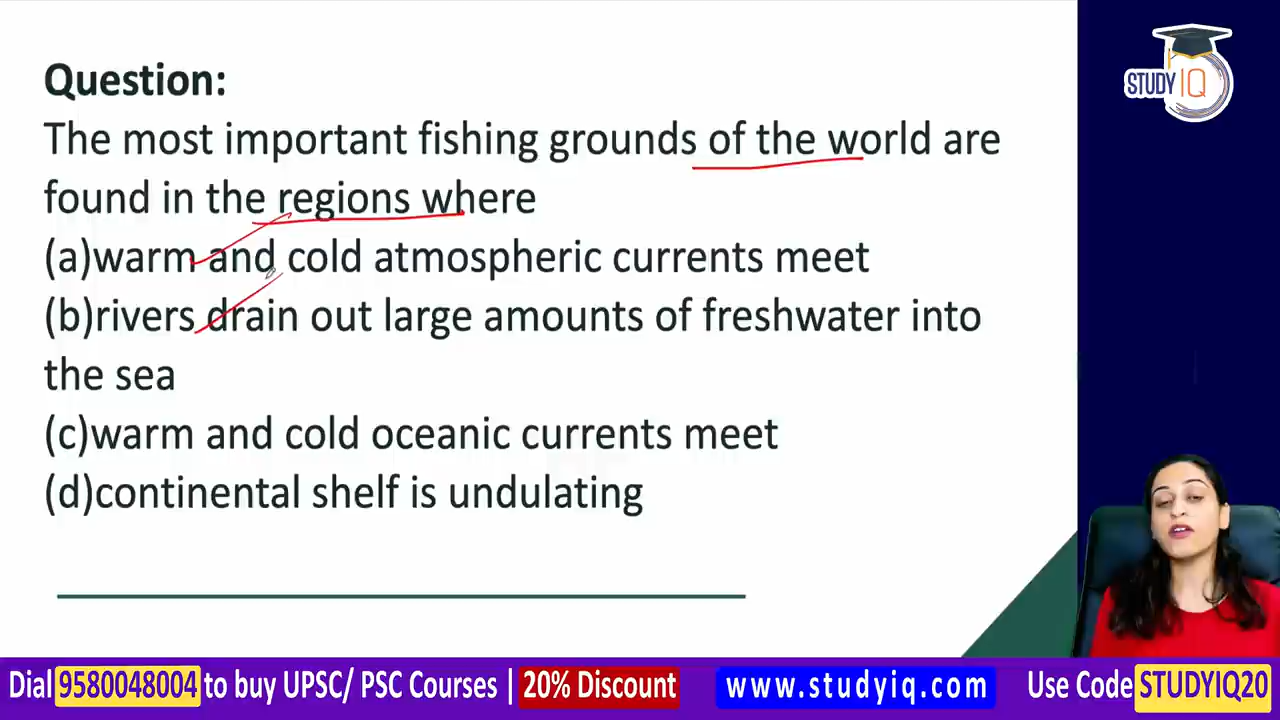 STUDY IQ
Question:
The most important fishing grounds of the world are
found in the regions where
(a)warm and cold atmospheric currents meet
(b)rivers drain out large amounts of freshwater into
the sea
(c)warm and cold oceanic currents meet
(d)continental shelf is undulating
Dial 9580048004 to buy UPSC/ PSC Courses | 20% Discount www.studyiq.com Use Code STUDYIQ20